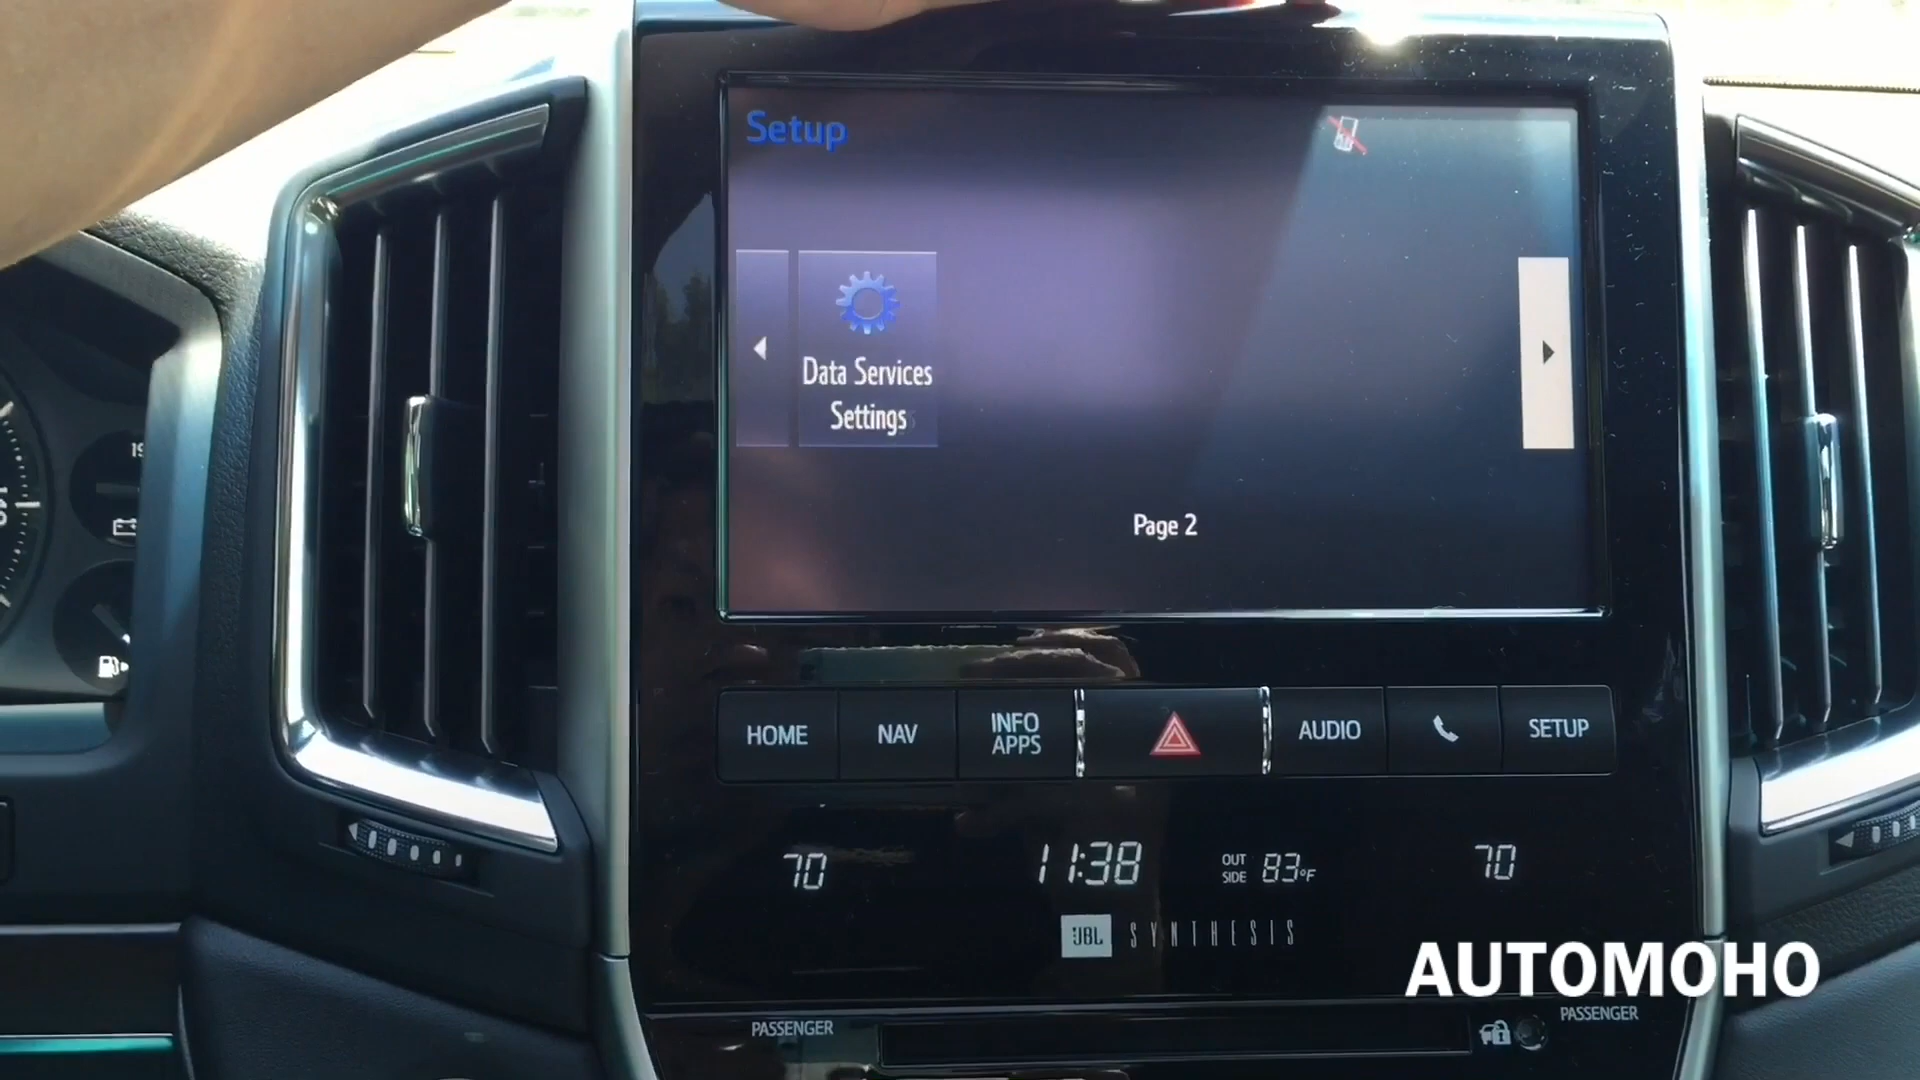 Setup
Data Services
Settings
Page 2
HOME
NAV
INFO
APPS
AUDIO
SETUP
70
11:38
OUT
SIDE
83°F
70
JBL
SYNTHESIS
AUTOMOHO
PASSENGER
PASSENGER